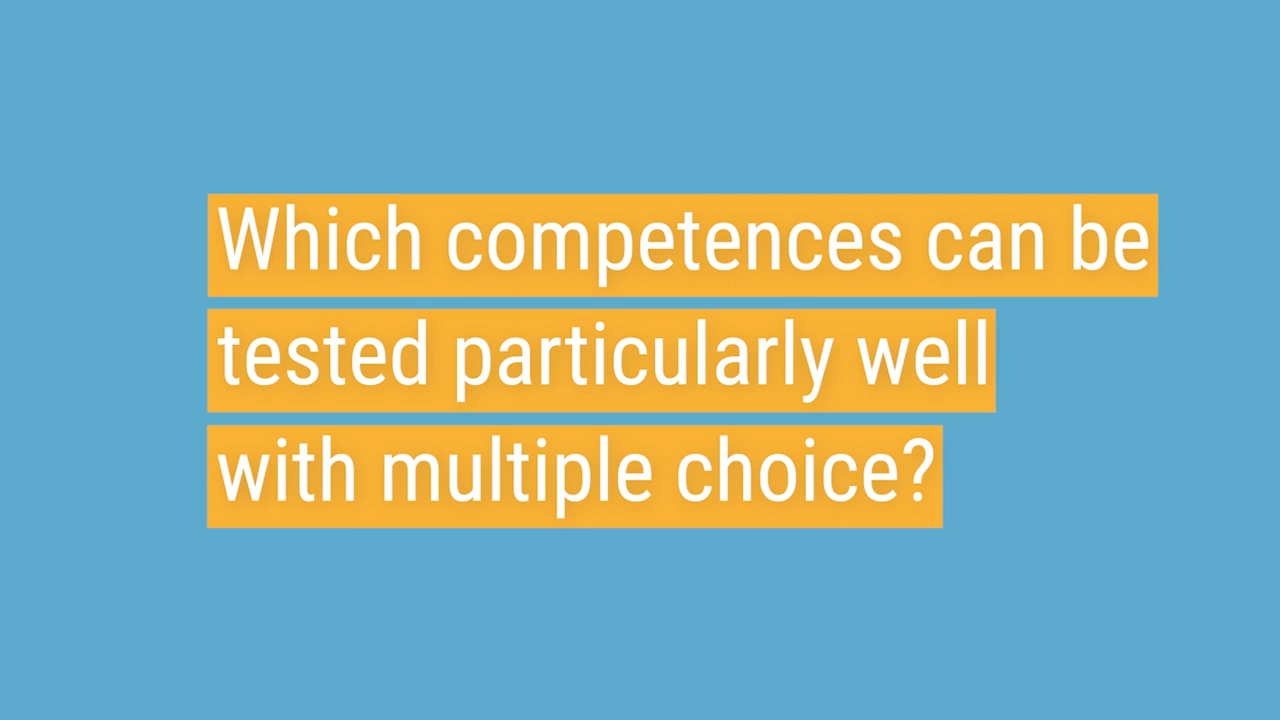 Which competences can be
tested particularly well
with multiple choice?